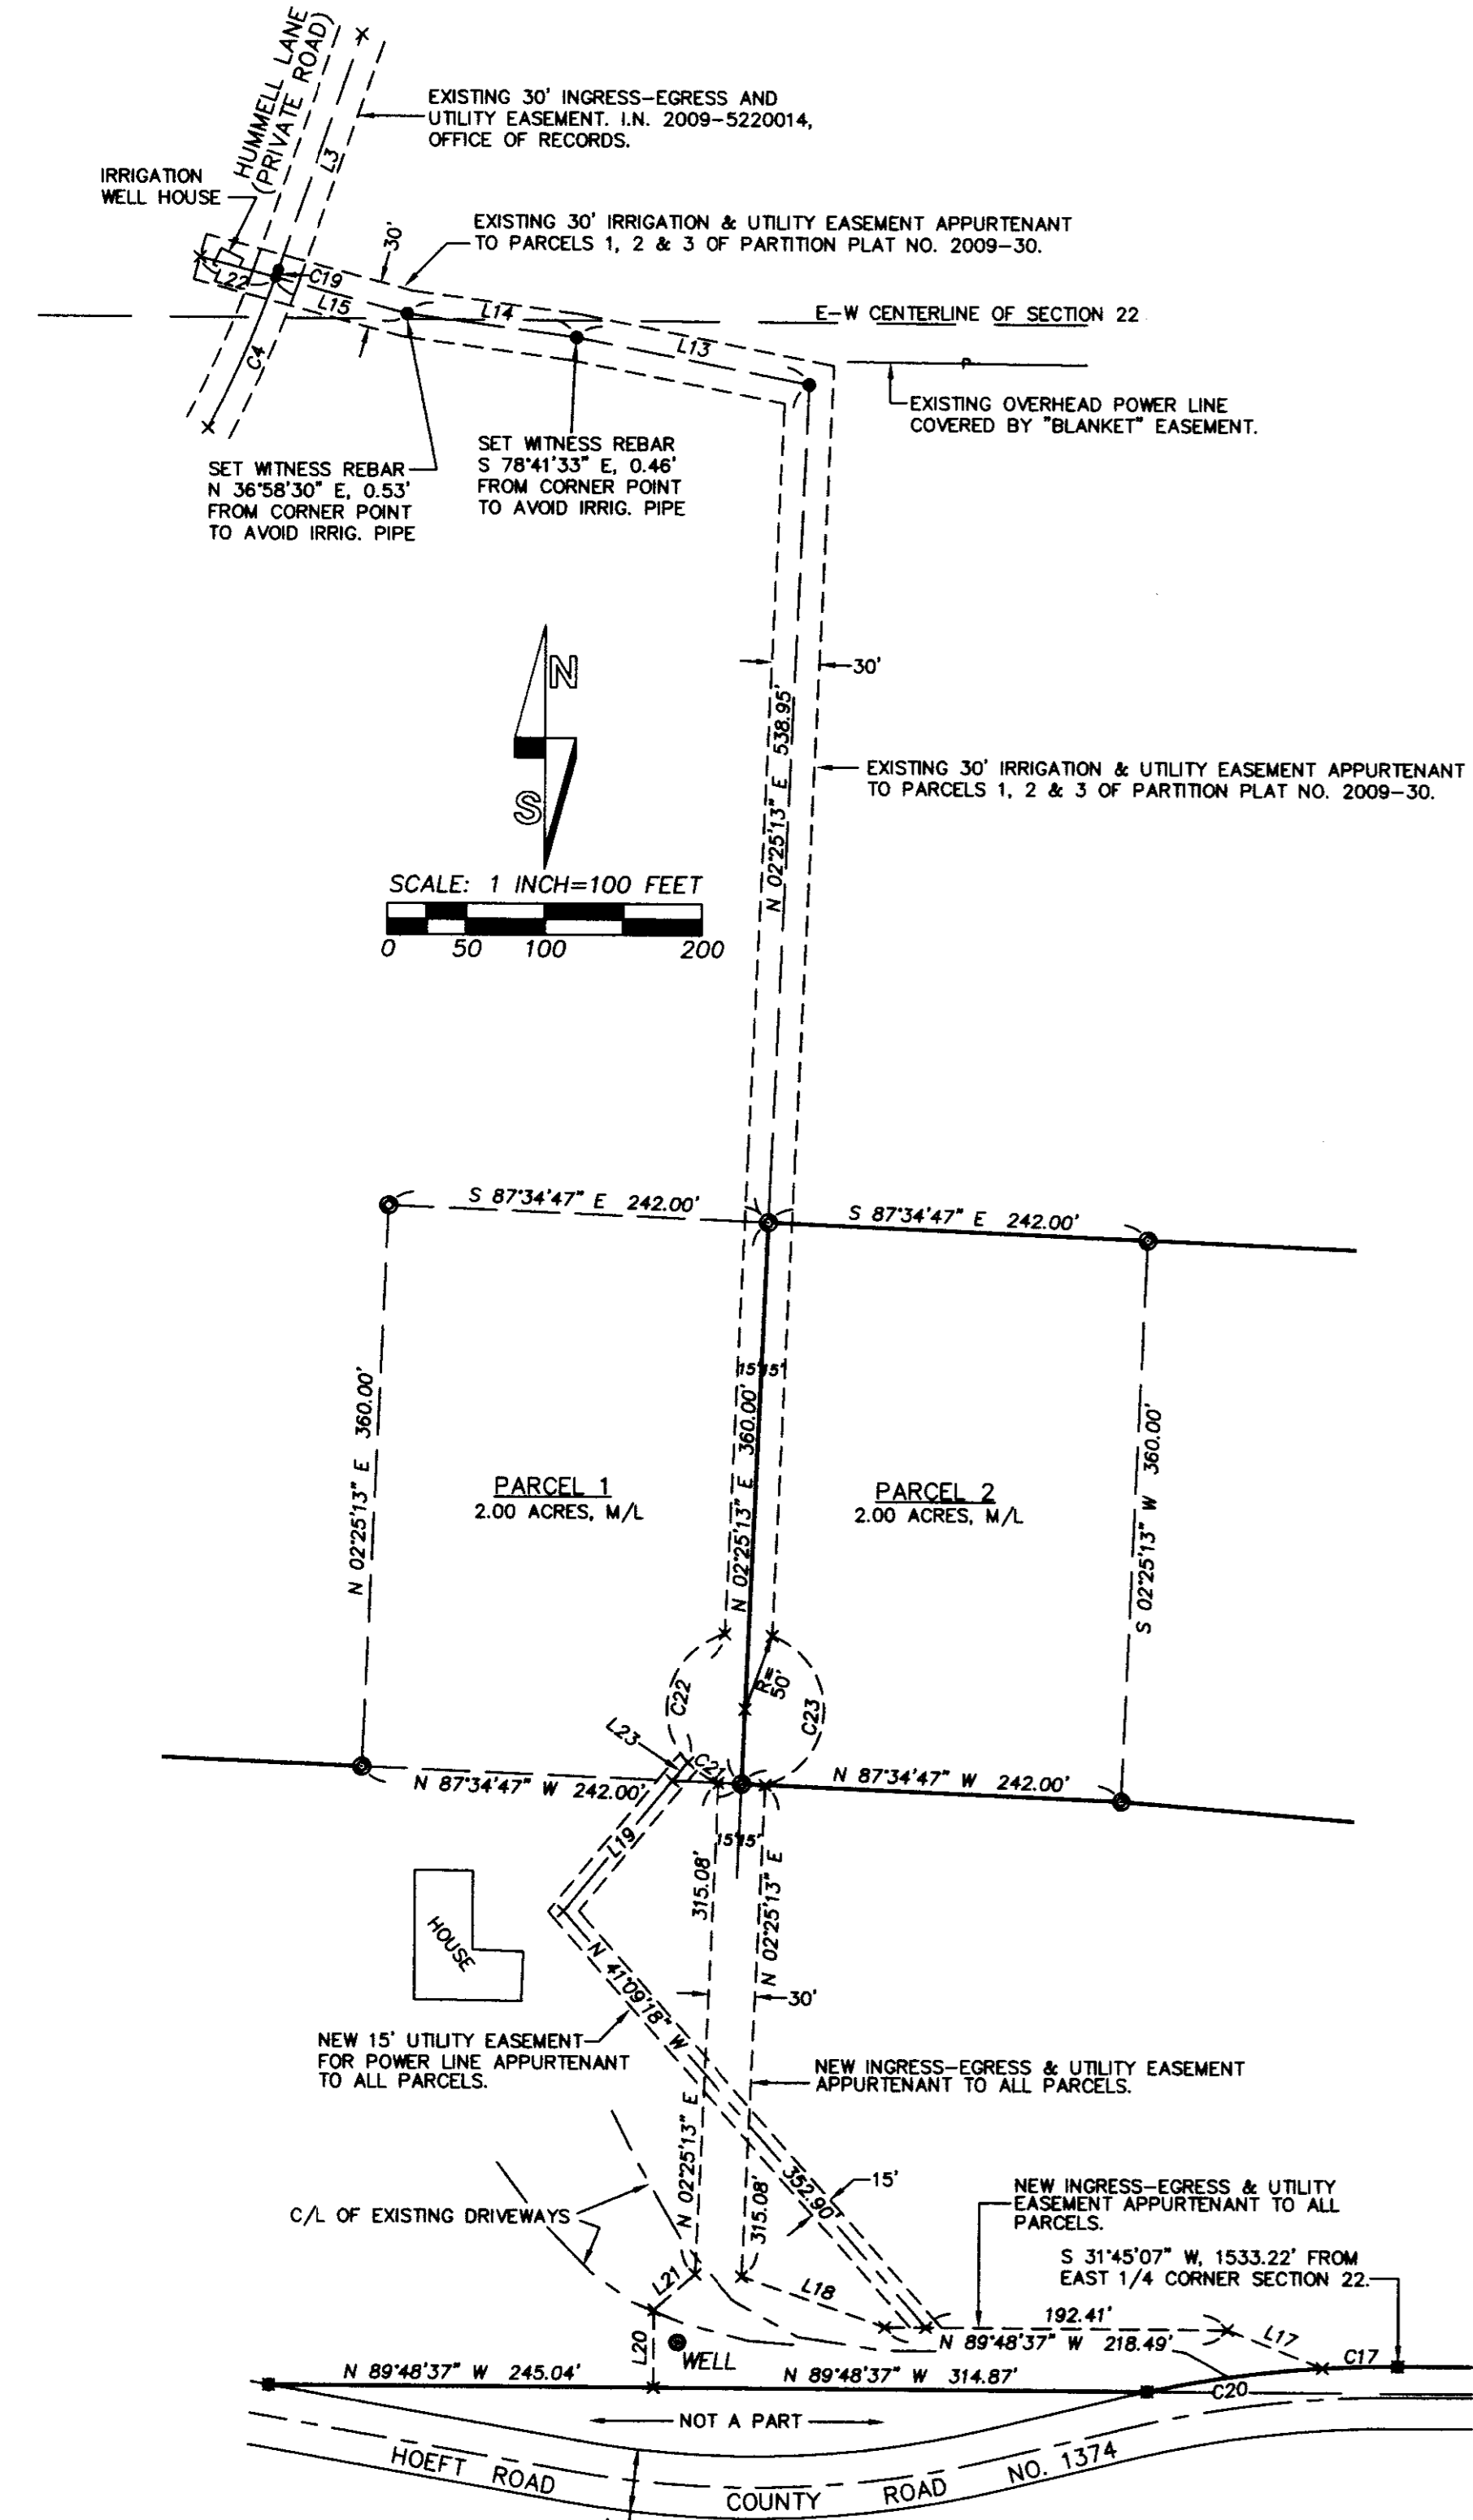 HUMMELL LANE
(PRIVATE ROAD)
L3
EXISTING 30' INGRESS-EGRESS AND
UTILITY EASEMENT. I.N. 2009-5220014,
OFFICE OF RECORDS.
IRRIGATION
WELL HOUSE
EXISTING 30' IRRIGATION & UTILITY EASEMENT APPURTENANT
TO PARCELS 1, 2 & 3 OF PARTITION PLAT NO. 2009-30.
30'
L22
C19
L15
L14
L13
C4
E-W CENTERLINE OF SECTION 22
EXISTING OVERHEAD POWER LINE
COVERED BY "BLANKET" EASEMENT.
P
SET WITNESS REBAR
N 36°58'30" E, 0.53'
FROM CORNER POINT
TO AVOID IRRIG. PIPE
SET WITNESS REBAR
S 78°41'33" E, 0.46'
FROM CORNER POINT
TO AVOID IRRIG. PIPE
N
S
SCALE: 1 INCH=100 FEET
0 50 100 200
30'
N 02°25'13" E 538.95'
EXISTING 30' IRRIGATION & UTILITY EASEMENT APPURTENANT
TO PARCELS 1, 2 & 3 OF PARTITION PLAT NO. 2009-30.
S 87°34'47" E 242.00'
S 87°34'47" E 242.00'
N 02°25'13" E 360.00'
15' 15'
N 02°25'13" E 360.00'
S 02°25'13" W 360.00'
PARCEL 1
2.00 ACRES, M/L
PARCEL 2
2.00 ACRES, M/L
C22
R=
50'
C23
L23
C21
N 87°34'47" W 242.00'
N 87°34'47" W 242.00'
L19
15' 15'
315.08'
N 02°25'13" E
HOUSE
N 41°09'18" W
352.90'
30'
NEW 15' UTILITY EASEMENT
FOR POWER LINE APPURTENANT
TO ALL PARCELS.
NEW INGRESS-EGRESS & UTILITY EASEMENT
APPURTENANT TO ALL PARCELS.
N 02°25'13" E
315.08'
15'
C/L OF EXISTING DRIVEWAYS
NEW INGRESS-EGRESS & UTILITY
EASEMENT APPURTENANT TO ALL
PARCELS.
S 31°45'07" W, 1533.22' FROM
EAST 1/4 CORNER SECTION 22.
L21
L18
192.41'
N 89°48'37" W 218.49'
L17
C17
L20
WELL
N 89°48'37" W 245.04'
N 89°48'37" W 314.87'
C20
NOT A PART
HOEFT ROAD
COUNTY ROAD NO. 1374